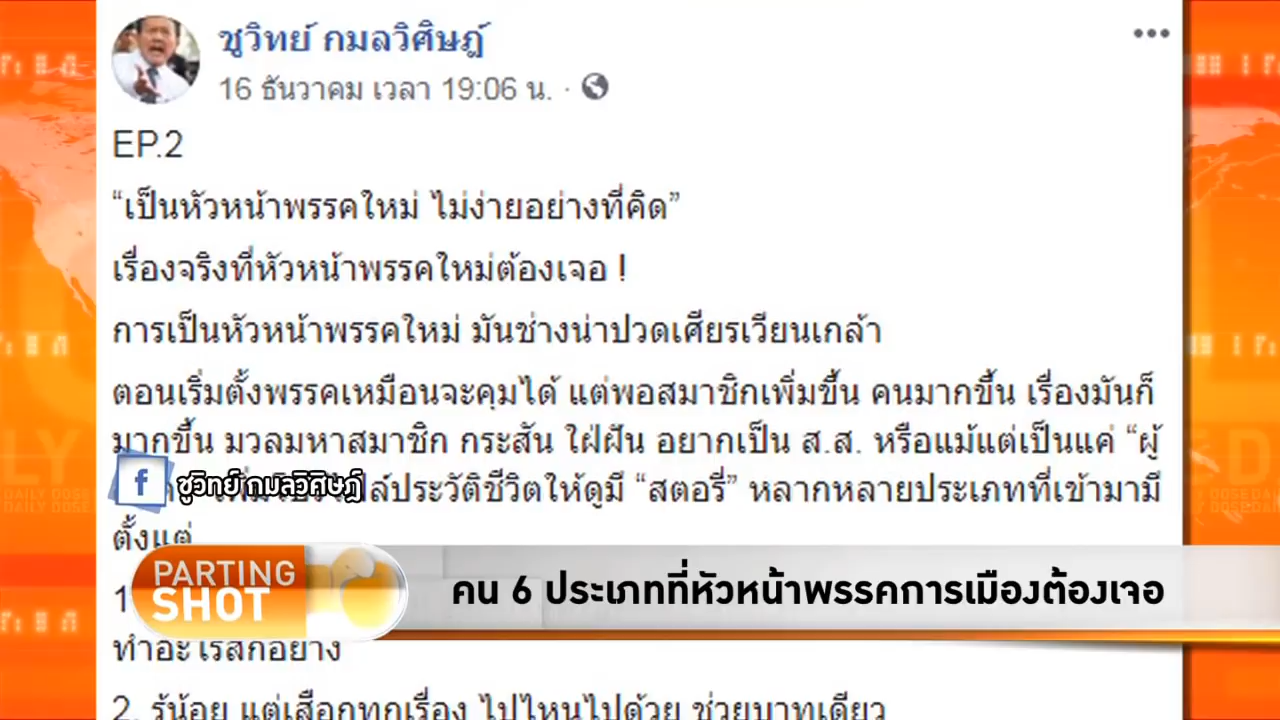 ชูวิทย์ กมลวิศิษฎ์
16 ธันวาคม เวลา 19:06 น. ·
EP.2
“เป็นหัวหน้าพรรคใหม่ ไม่ง่ายอย่างที่คิด”
เรื่องจริงที่หัวหน้าพรรคใหม่ต้องเจอ !
การเป็นหัวหน้าพรรคใหม่ มันช่างน่าปวดเศียรเวียนเกล้า
ตอนเริ่มตั้งพรรคเหมือนจะคุมได้ แต่พอสมาชิกเพิ่มขึ้น คนมากขึ้น เรื่องมันก็
มากขึ้น มวลมหาสมาชิก กระสัน ใฝ่ฝัน อยากเป็น ส.ส. หรือแม้แต่เป็นแค่ “ผู้
f ชูวิทย์ กมลวิศิษฎ์
ล์ประวัติชีวิตให้ดูมี “สตอรี่” หลากหลายประเภทที่เข้ามามี
ตั้งแต่
PARTING
SHOT
คน 6 ประเภทที่หัวหน้าพรรคการเมืองต้องเจอ
1
ทำอะไรสักอย่าง
2. รู้น้อย แต่เสือกทุกเรื่อง ไปไหนไปด้วย ช่วยบาทเดียว